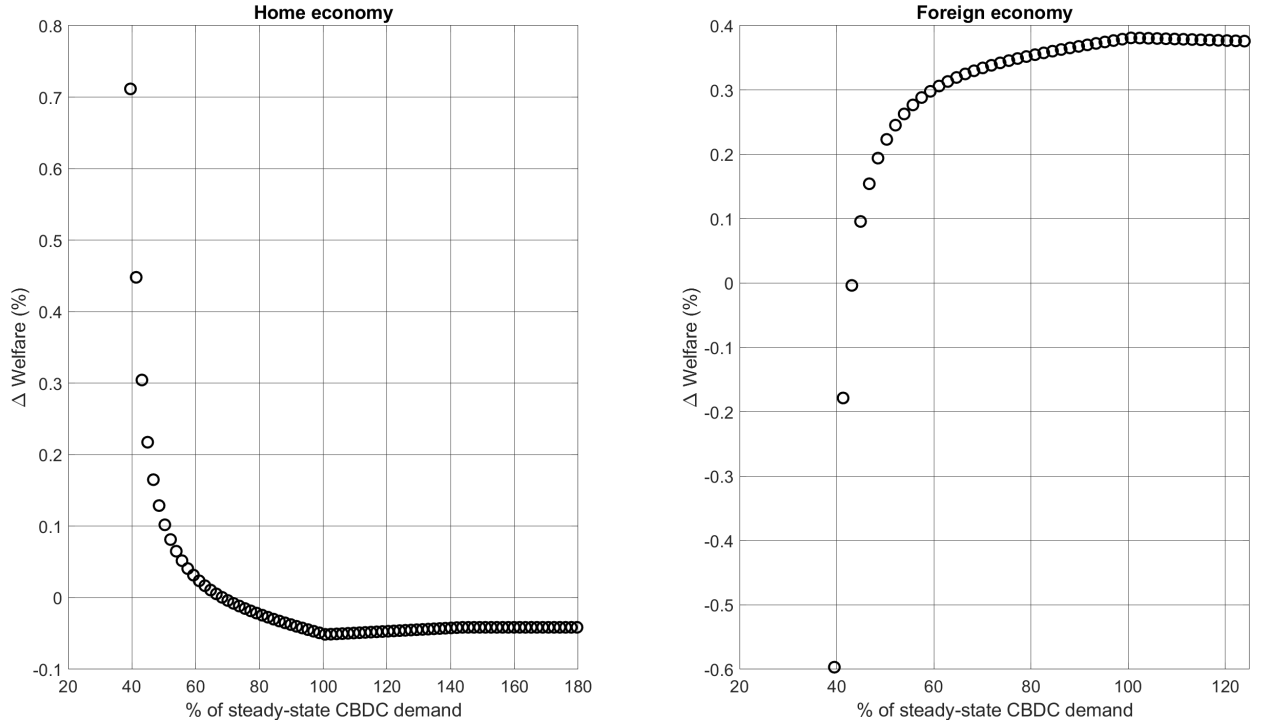 Home economy
Δ Welfare (%)
0.8
0.7
0.6
0.5
0.4
0.3
0.2
0.1
0
-0.1
20 40 60 80 100 120 140 160 180
% of steady-state CBDC demand
Foreign economy
Δ Welfare (%)
0.4
0.3
0.2
0.1
0
-0.1
-0.2
-0.3
-0.4
-0.5
-0.6
20 40 60 80 100 120
% of steady-state CBDC demand